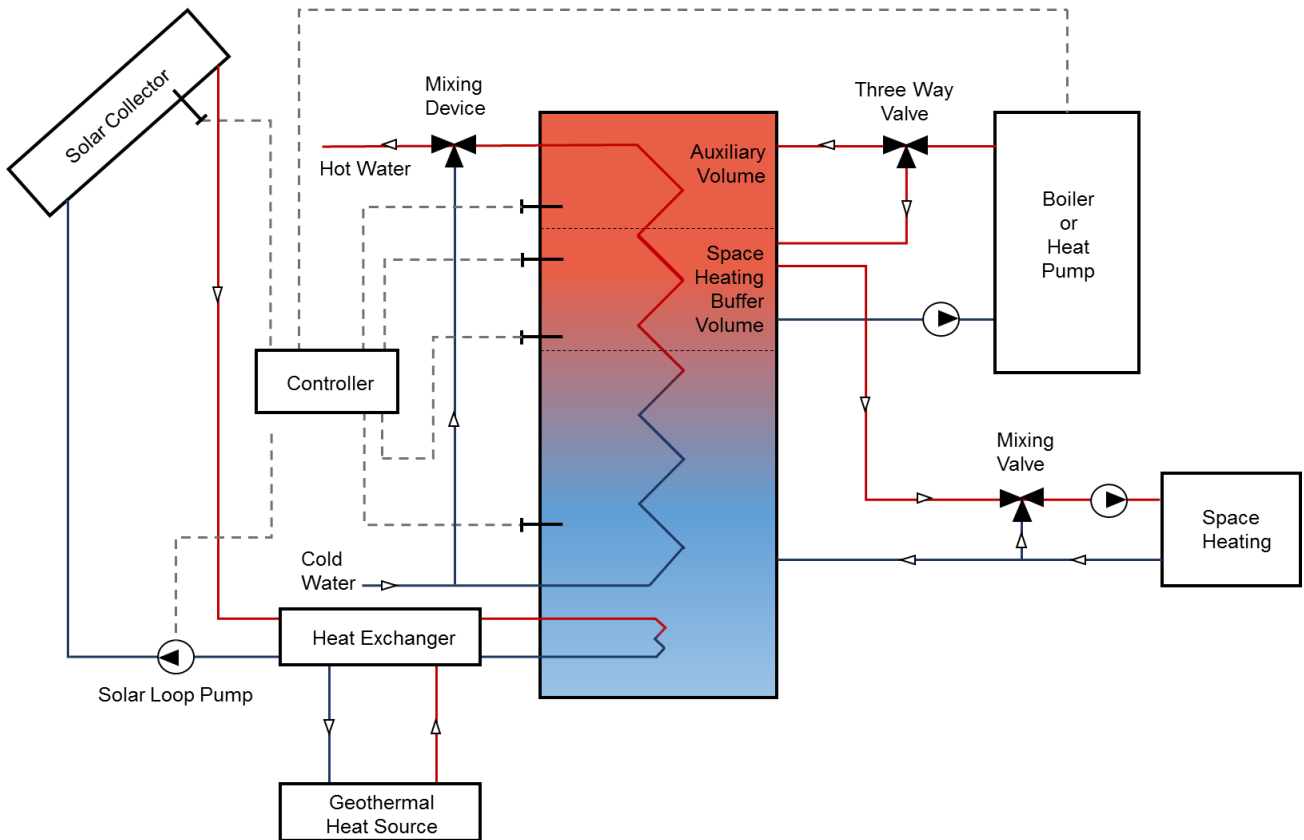 Solar Collector
Mixing
Device
Three Way
Valve
Hot Water
Auxiliary
Volume
Boiler
or
Heat
Pump
Space
Heating
Buffer
Volume
Controller
Mixing
Valve
Space
Heating
Cold
Water
Heat Exchanger
Solar Loop Pump
Geothermal
Heat Source